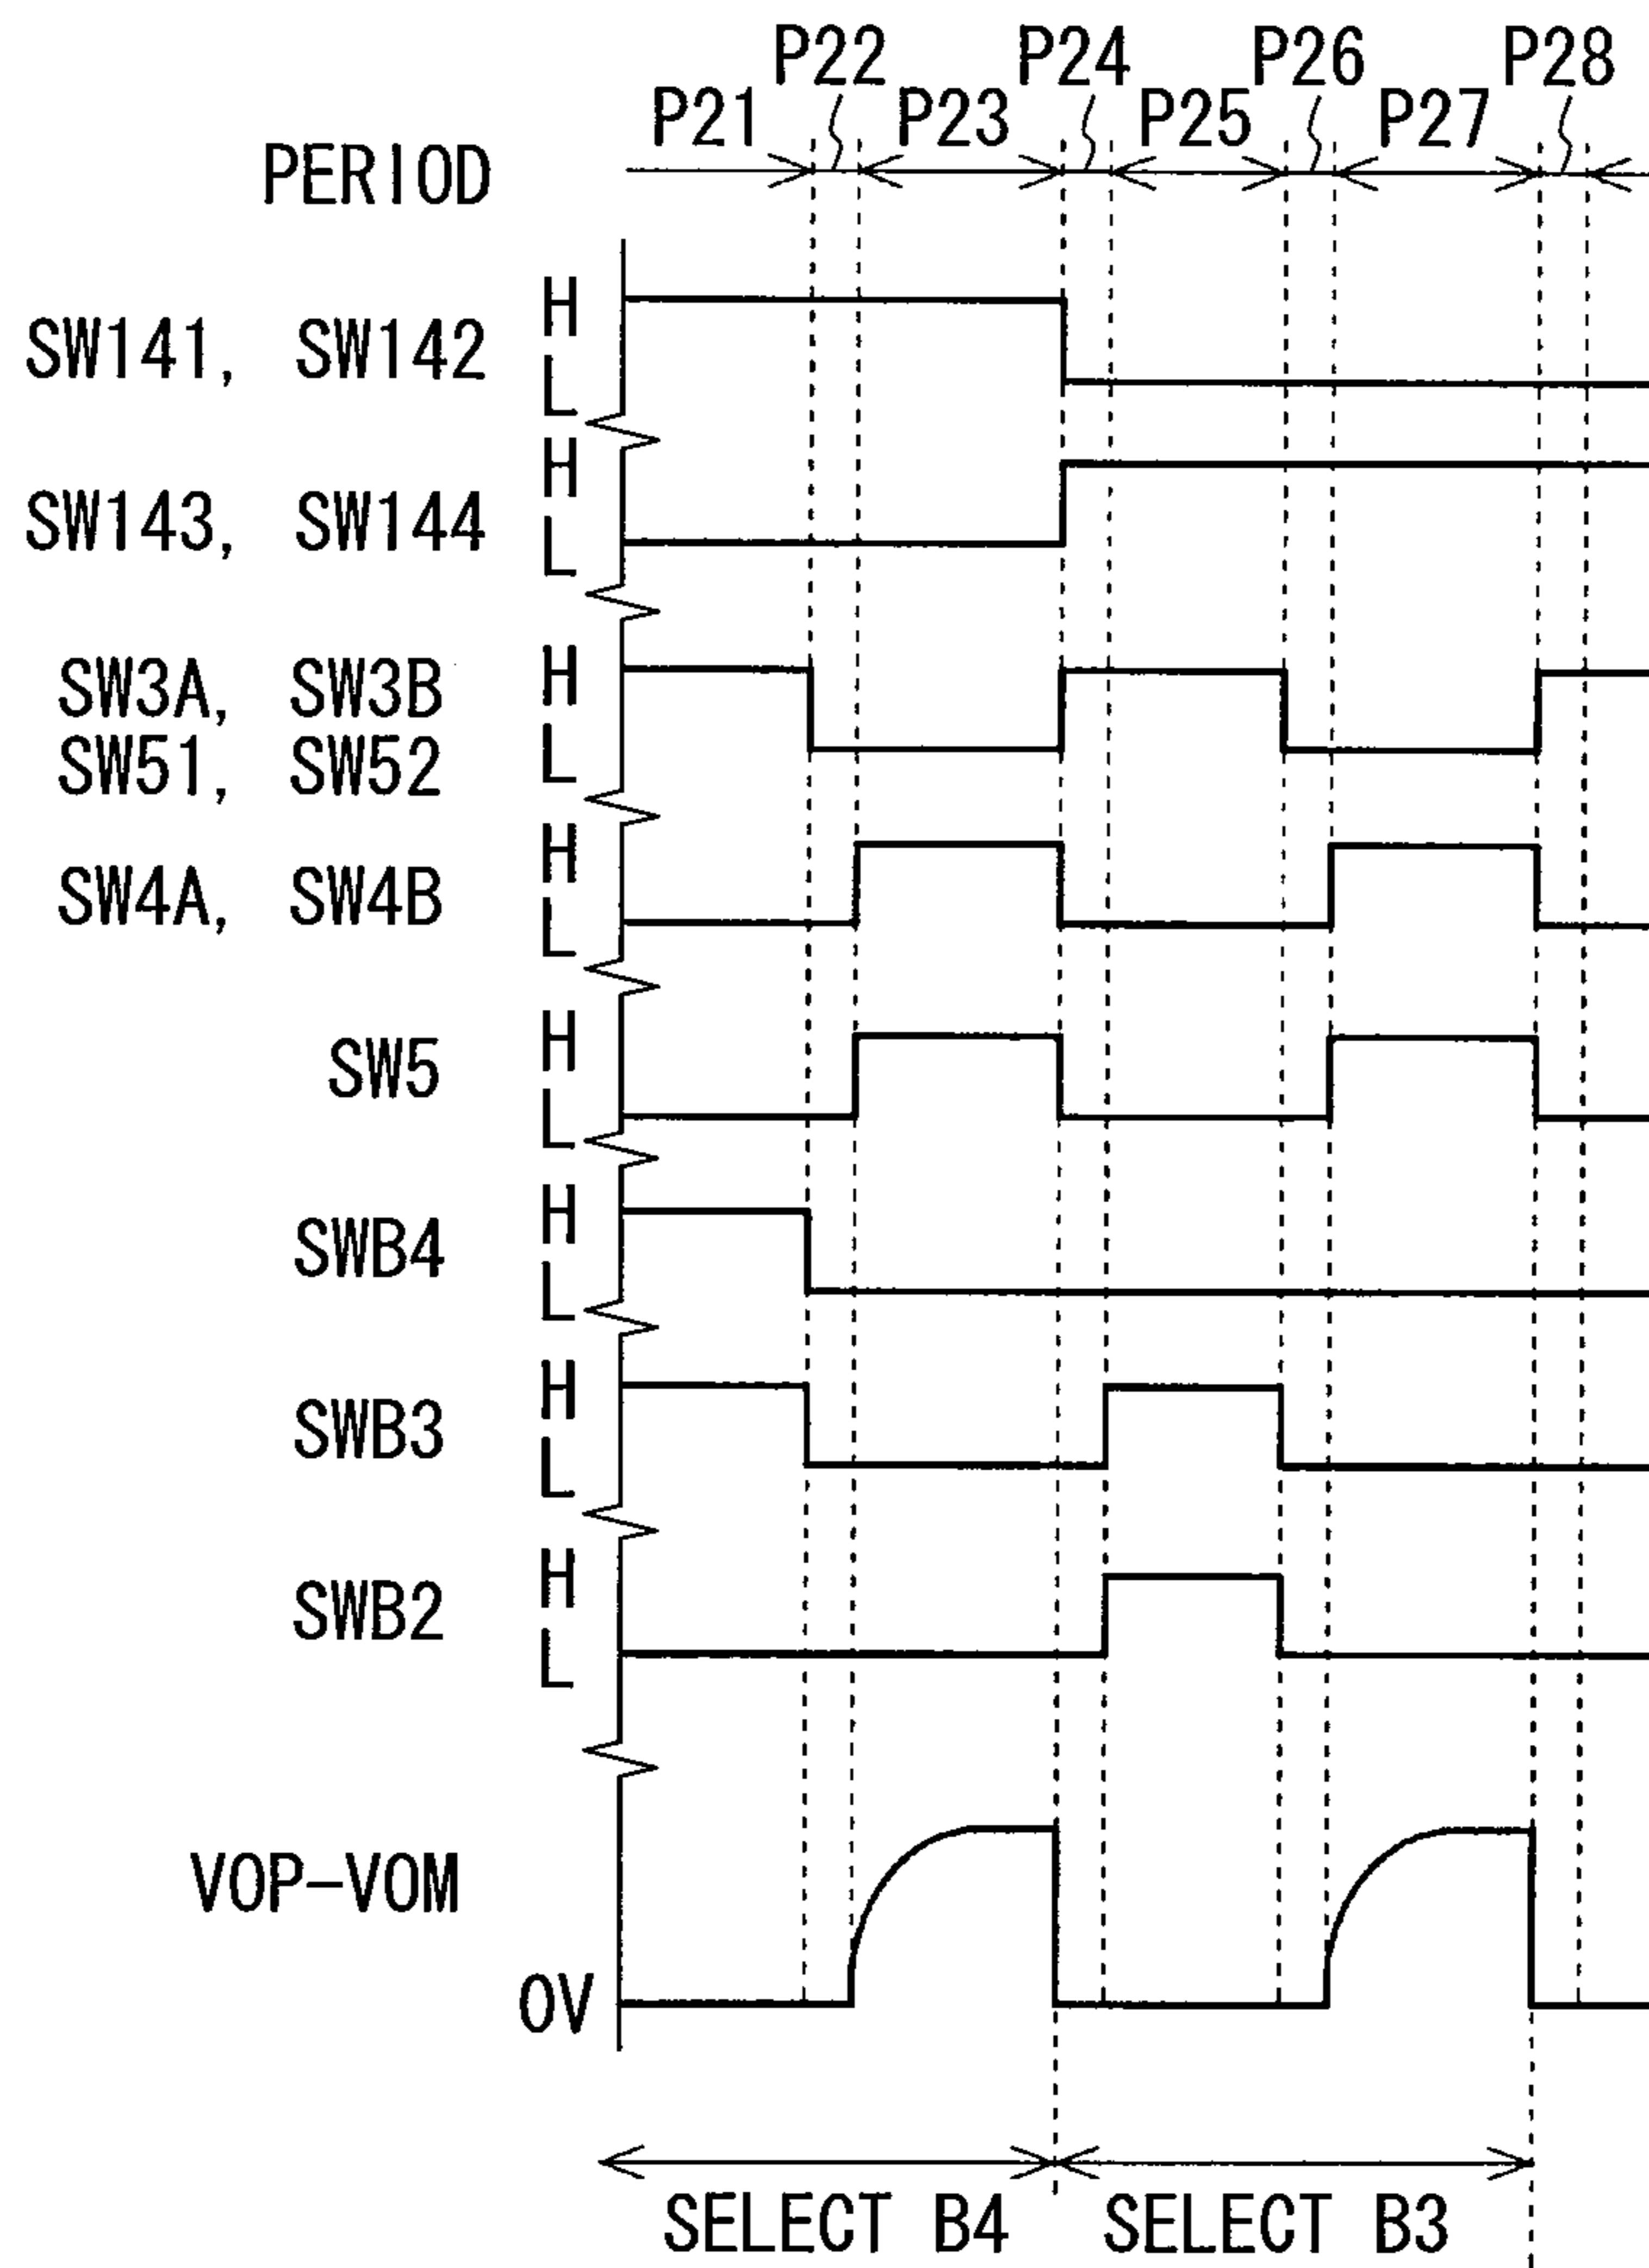 P22 P24 P26 P28
P21 P23 P25 P27
PERIOD
H
SW141, SW142
L
H
SW143, SW144
L
SW3A, SW3B H
SW51, SW52 L
H
SW4A, SW4B
L
H
SW5
L
H
SWB4
L
H
SWB3
L
H
SWB2
L
VOP-VOM
0V
SELECT B4 SELECT B3